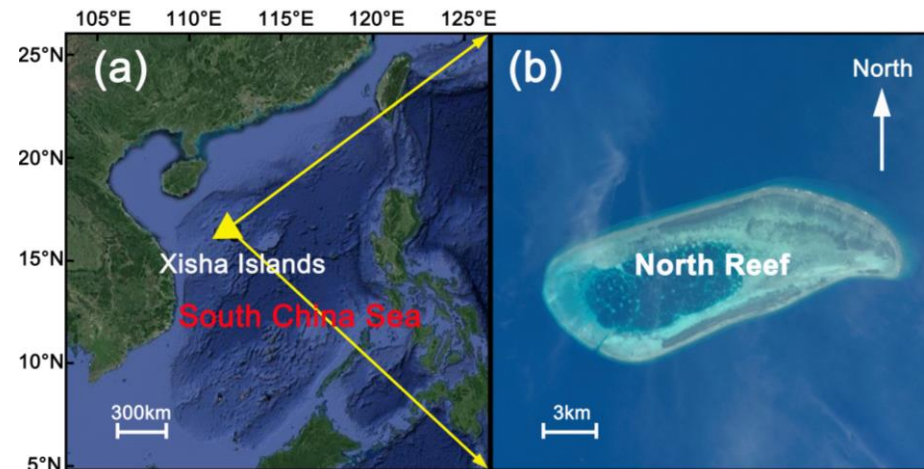 105°E 110°E 115°E 120°E 125°E
25°N
20°N
15°N
10°N
5°N
(a)
Xisha Islands
South China Sea
300km
(b)
North
North Reef
3km